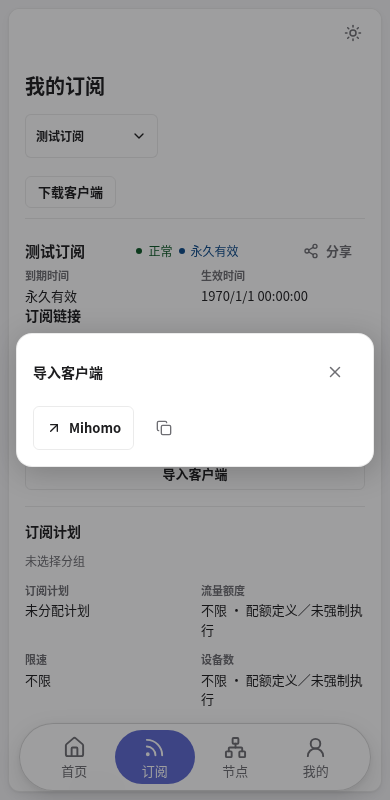 我的订阅
测试订阅
下载客户端
测试订阅
正常
永久有效
分享
到期时间
生效时间
永久有效
1970/1/1 00:00:00
订阅链接
导入客户端
Mihomo
导入客户端
订阅计划
未选择分组
订阅计划
流量额度
未分配计划
不限 · 配额定义／未强制执
行
限速
设备数
不限
不限 · 配额定义／未强制执
行
首页
订阅
节点
我的